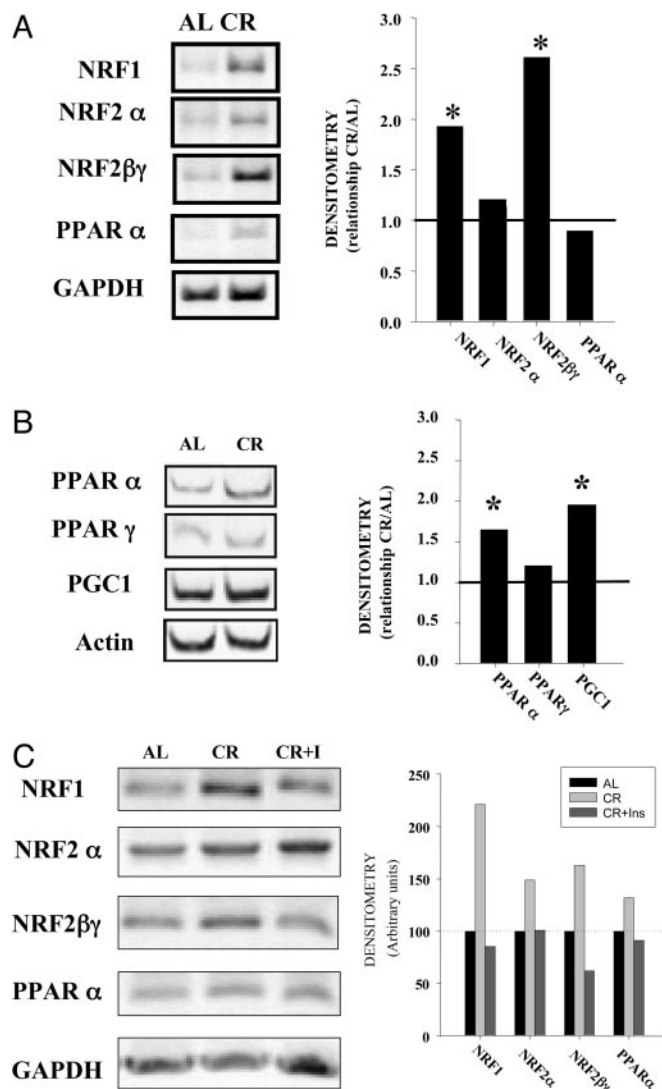 A
AL CR
NRF1
NRF2 α
NRF2βγ
PPAR α
GAPDH
DENSITOMETRY
(relationship CR/AL)
3.0
2.5
2.0
1.5
1.0
0.5
0.0
*
*
NRF1
NRF2 α
NRF2βγ
PPAR α
B
AL CR
PPAR α
PPAR γ
PGC1
Actin
DENSITOMETRY
(relationship CR/AL)
3.0
2.5
2.0
1.5
1.0
0.5
0.0
*
*
PPAR α
PPARγ
PGC1
C
AL CR CR+I
NRF1
NRF2 α
NRF2βγ
PPAR α
GAPDH
DENSITOMETRY
(Arbitrary units)
250
200
150
100
50
0
AL
CR
CR+Ins
NRF1
NRF2α
NRF2βγ
PPARα